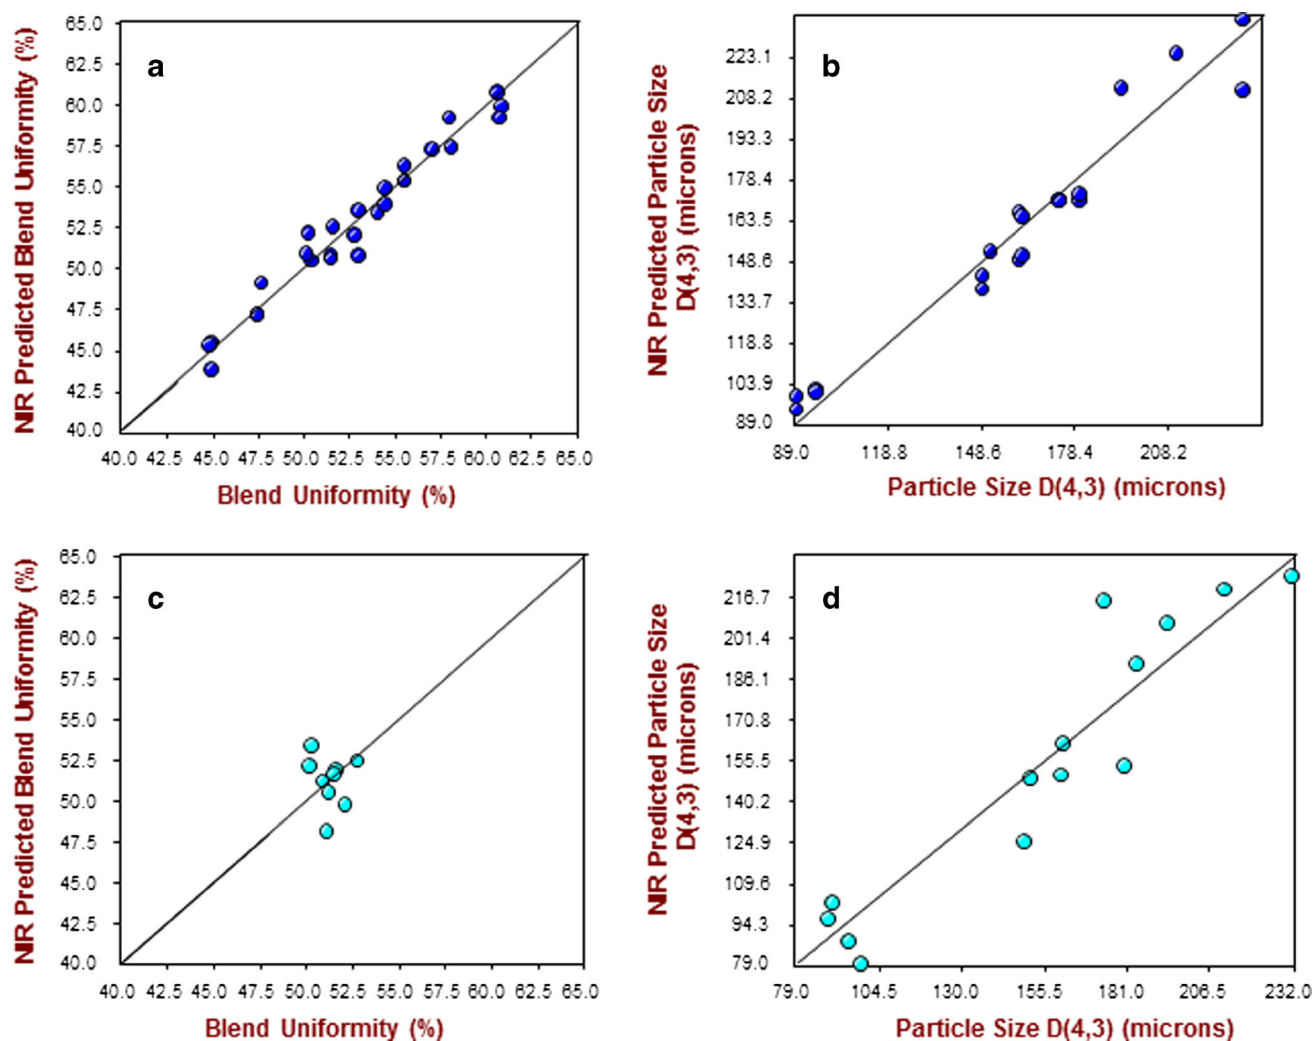 a
NIR Predicted Blend Uniformity (%)
65.0
62.5
60.0
57.5
55.0
52.5
50.0
47.5
45.0
42.5
40.0
40.0 42.5 45.0 47.5 50.0 52.5 55.0 57.5 60.0 62.5 65.0
Blend Uniformity (%)
b
NIR Predicted Particle Size
D(4,3) (microns)
223.1
208.2
193.3
178.4
163.5
148.6
133.7
118.8
103.9
89.0
89.0 118.8 148.6 178.4 208.2
Particle Size D(4,3) (microns)
c
NIR Predicted Blend Uniformity (%)
65.0
62.5
60.0
57.5
55.0
52.5
50.0
47.5
45.0
42.5
40.0
40.0 42.5 45.0 47.5 50.0 52.5 55.0 57.5 60.0 62.5 65.0
Blend Uniformity (%)
d
NIR Predicted Particle Size
D(4,3) (microns)
216.7
201.4
186.1
170.8
155.5
140.2
124.9
109.6
94.3
79.0
79.0 104.5 130.0 155.5 181.0 206.5 232.0
Particle Size D(4,3) (microns)